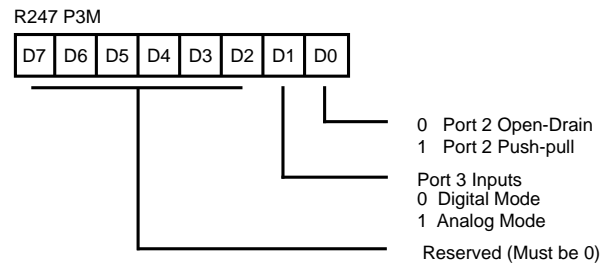 R247 P3M
D7 D6 D5 D4 D3 D2 D1 D0
0 Port 2 Open-Drain
1 Port 2 Push-pull
Port 3 Inputs
0 Digital Mode
1 Analog Mode
Reserved (Must be 0)